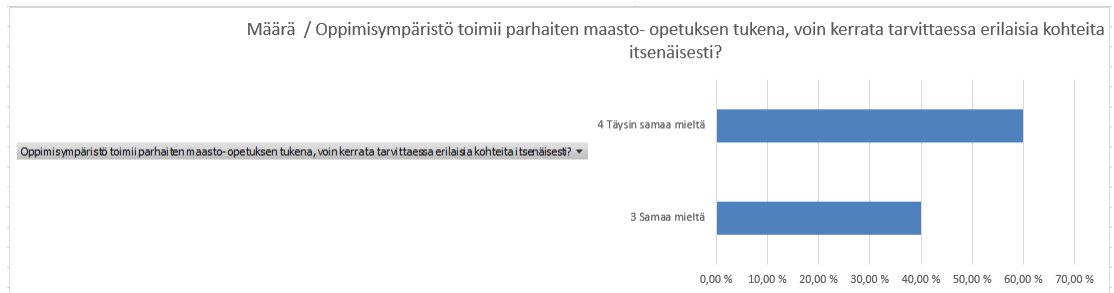 Määrä / Oppimisympäristö toimii parhaiten maasto- opetuksen tukena, voin kerrata tarvittaessa erilaisia kohteita
itsenäisesti?
4 Täysin samaa mieltä
Oppimisympäristö toimii parhaiten maasto- opetuksen tukena, voin kerrata tarvittaessa erilaisia kohteita itsenäisesti?
3 Samaa mieltä
0,00 % 10,00 % 20,00 % 30,00 % 40,00 % 50,00 % 60,00 % 70,00 %